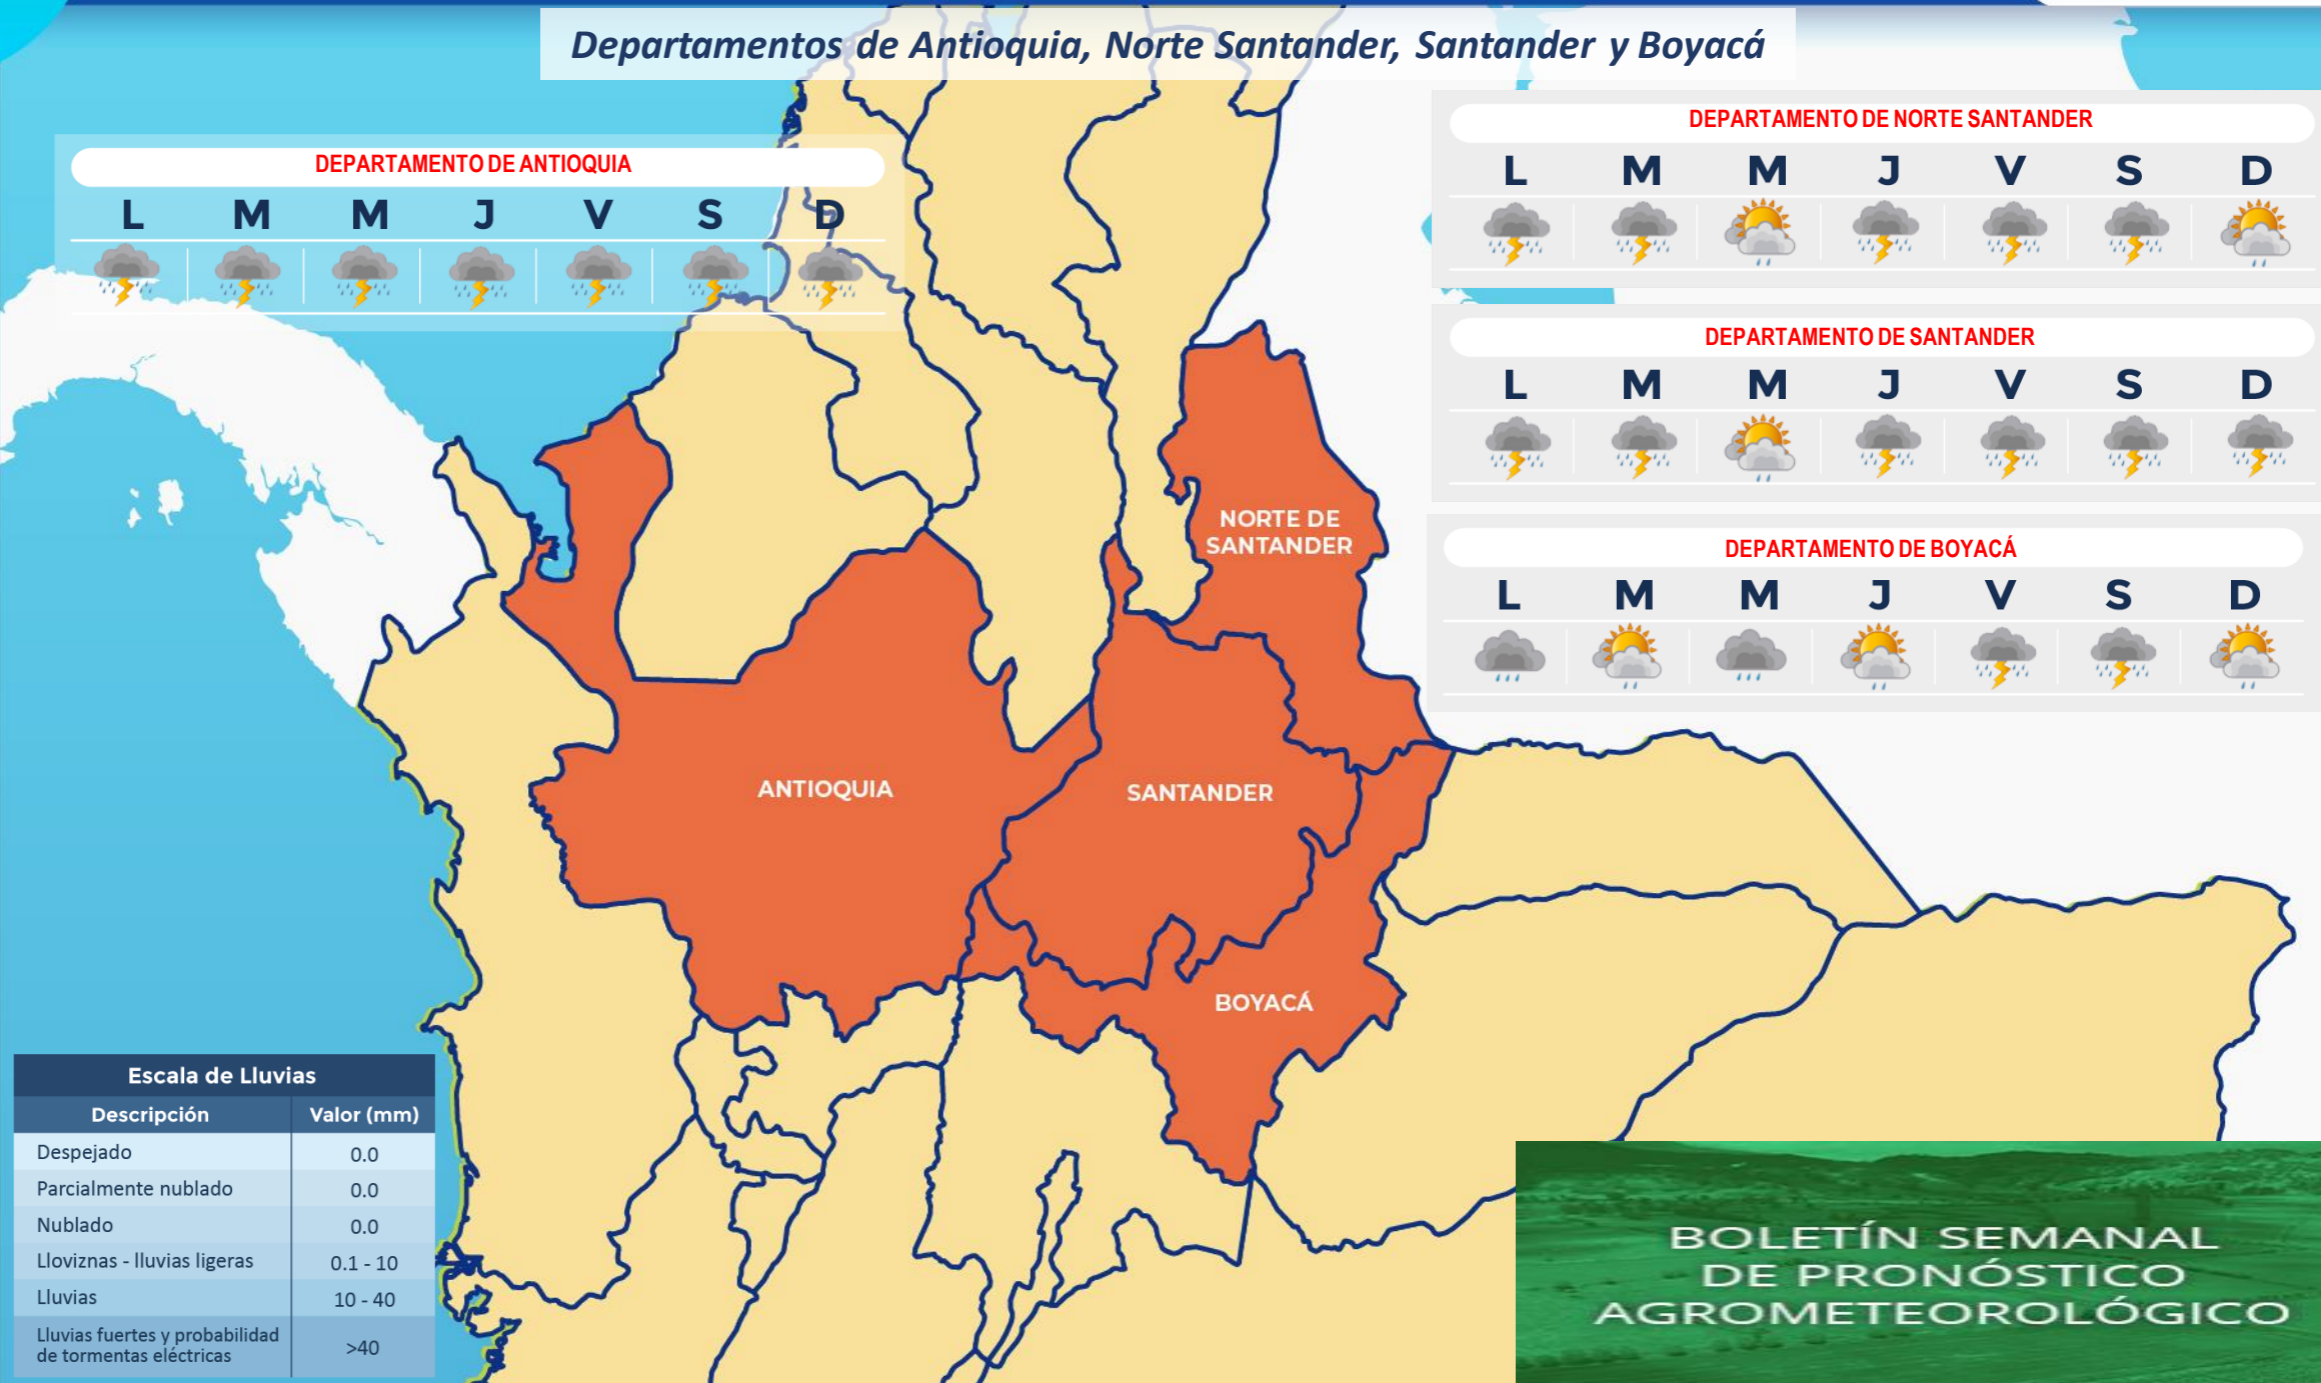 Departamentos de Antioquia, Norte Santander, Santander y Boyacá
DEPARTAMENTO DE ANTIOQUIA
L M M J V S D
DEPARTAMENTO DE NORTE SANTANDER
L M M J V S D
DEPARTAMENTO DE SANTANDER
L M M J V S D
DEPARTAMENTO DE BOYACÁ
L M M J V S D
NORTE DE
SANTANDER
ANTIOQUIA
SANTANDER
BOYACÁ
Escala de Lluvias
Descripción Valor (mm)
Despejado 0.0
Parcialmente nublado 0.0
Nublado 0.0
Lloviznas - lluvias ligeras 0.1 - 10
Lluvias 10 - 40
Lluvias fuertes y probabilidad
de tormentas eléctricas >40
BOLETÍN SEMANAL
DE PRONÓSTICO
AGROMETEOROLÓGICO